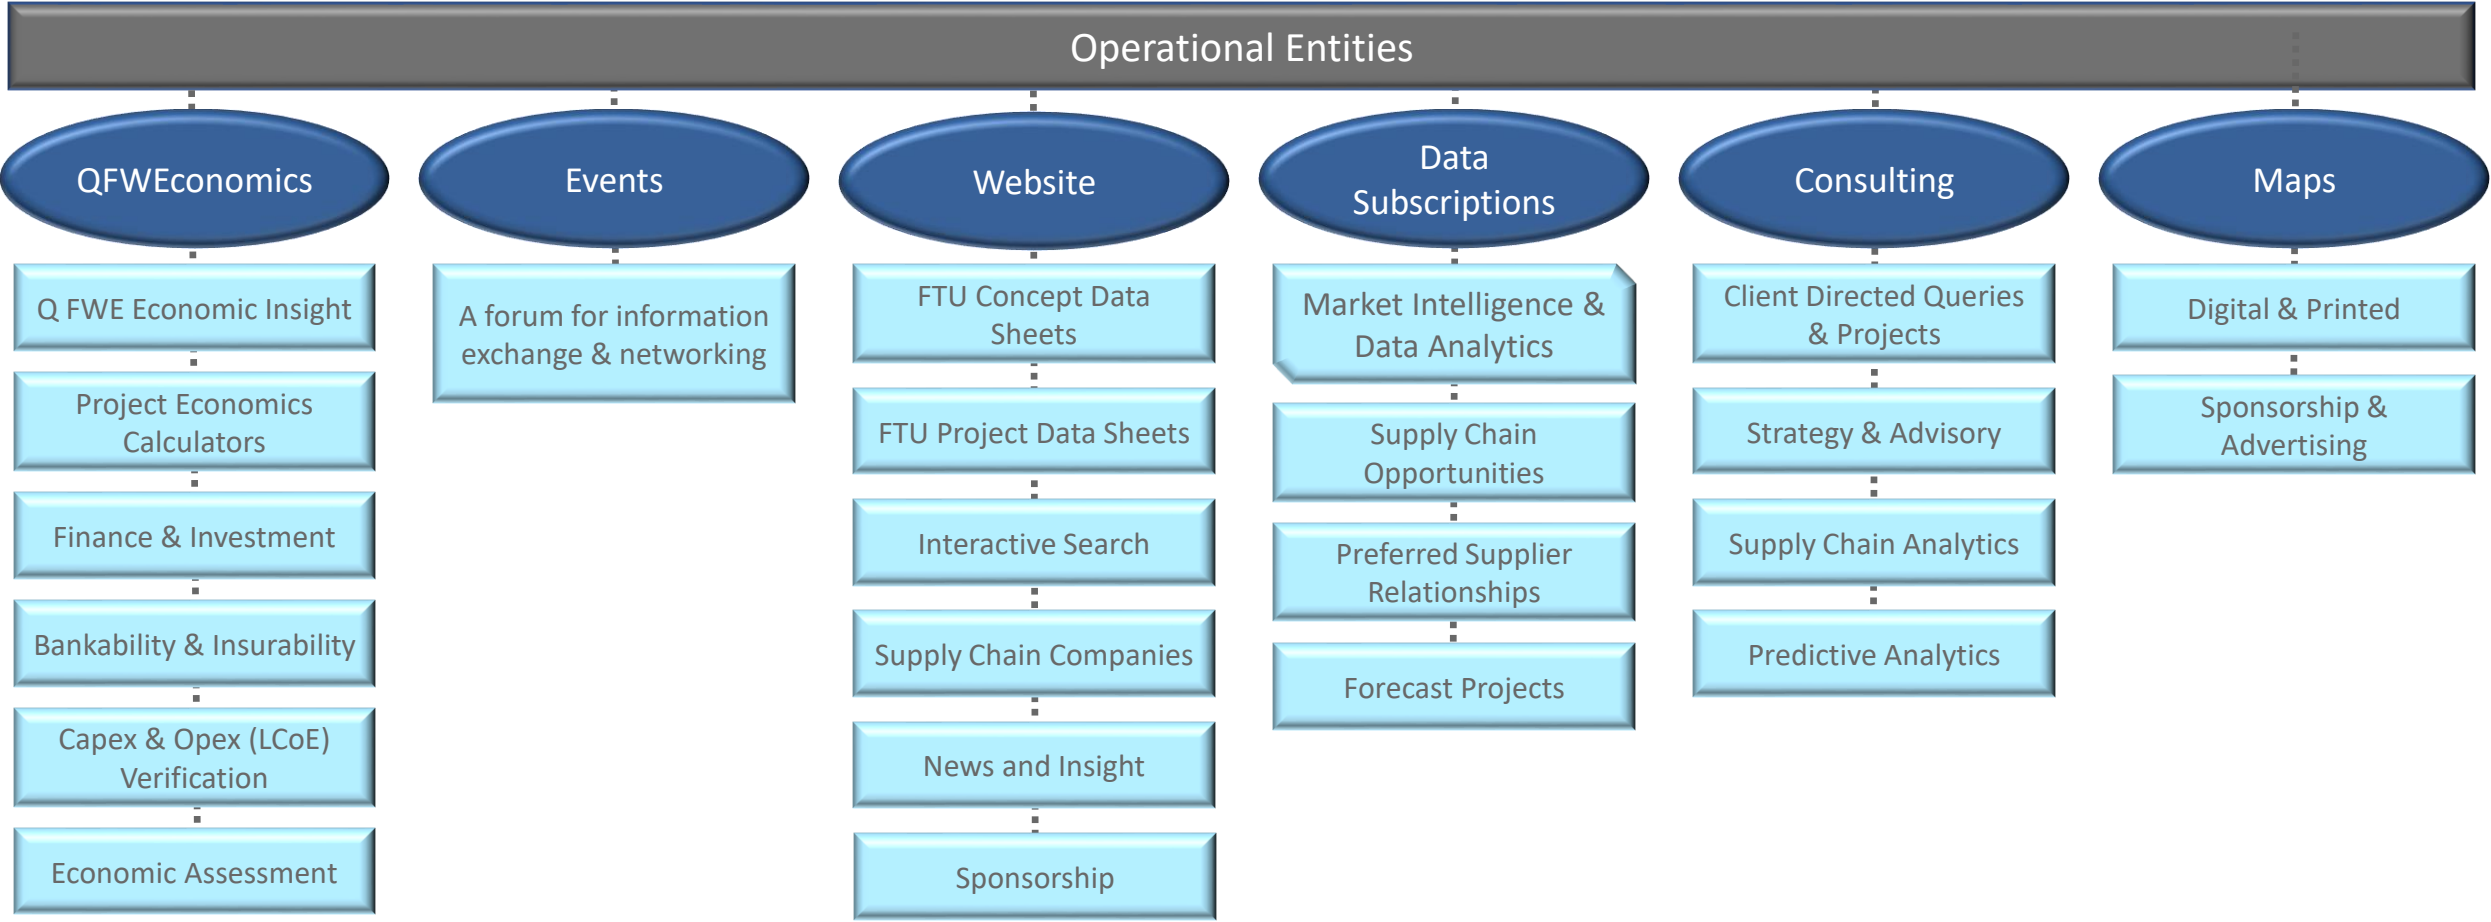 Operational Entities
QFWEconomics
Q FWE Economic Insight
Project Economics
Calculators
Finance & Investment
Bankability & Insurability
Capex & Opex (LCoE)
Verification
Economic Assessment
Events
A forum for information
exchange & networking
Website
FTU Concept Data
Sheets
FTU Project Data Sheets
Interactive Search
Supply Chain Companies
News and Insight
Sponsorship
Data
Subscriptions
Market Intelligence &
Data Analytics
Supply Chain
Opportunities
Preferred Supplier
Relationships
Forecast Projects
Consulting
Client Directed Queries
& Projects
Strategy & Advisory
Supply Chain Analytics
Predictive Analytics
Maps
Digital & Printed
Sponsorship &
Advertising